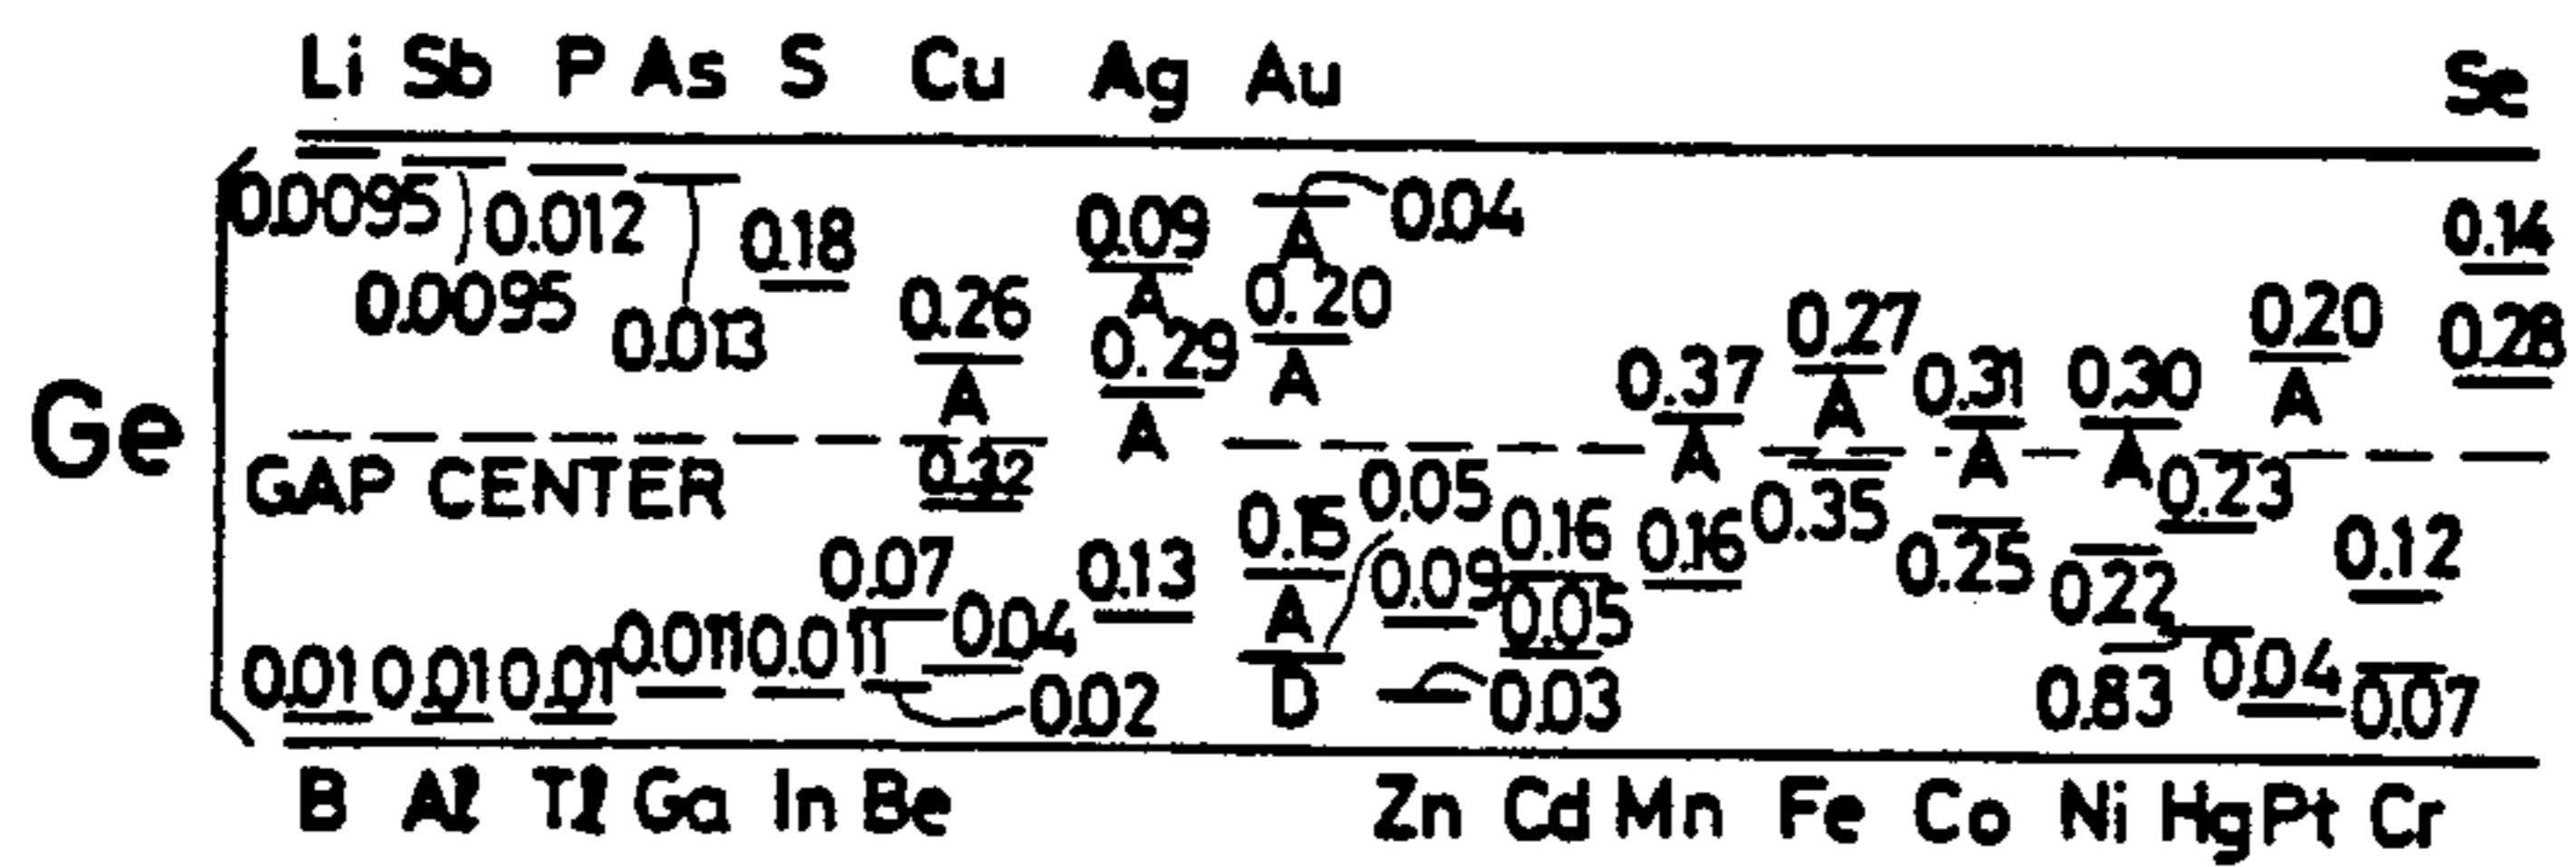 Li Sb P As S Cu Ag Au Se
0.0095 0.012 0.18 0.09 0.04 0.14
A
0.0095 0.013 0.26 A 0.20 0.27 0.20 0.28
0.29 0.37 0.31 0.30
A A A A A
Ge
A A A A
GAP CENTER 0.32 0.05 0.35 0.23
0.15 0.16 0.16 0.25 0.12
0.07 0.13 0.09 0.22
0.04 A 0.05
0.01 0.01 0.01 0.011 0.011 0.02 D 0.03 0.83 0.04 0.07
B Al Tl Ga In Be Zn Cd Mn Fe Co Ni Hg Pt Cr